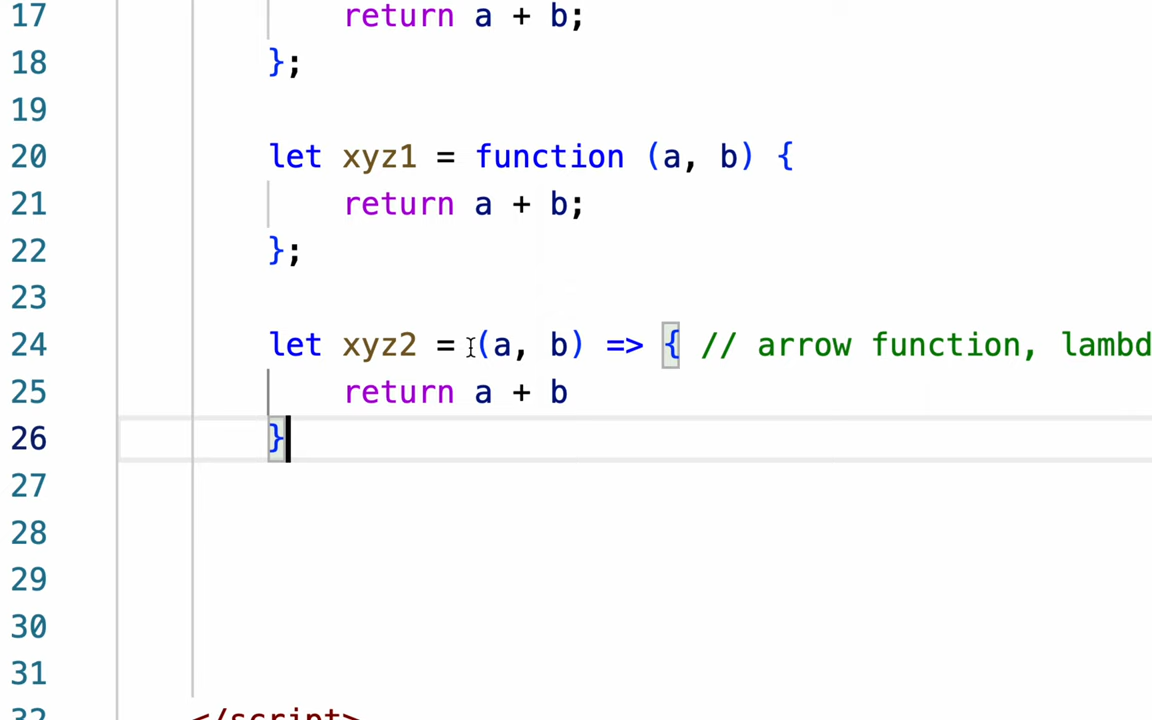 17 return a + b;
18 };
19
20 let xyz1 = function (a, b) {
21 return a + b;
22 };
23
24 let xyz2 = (a, b) => { // arrow function, lambd
25 return a + b
26 }
27
28
29
30
31
32 </script>